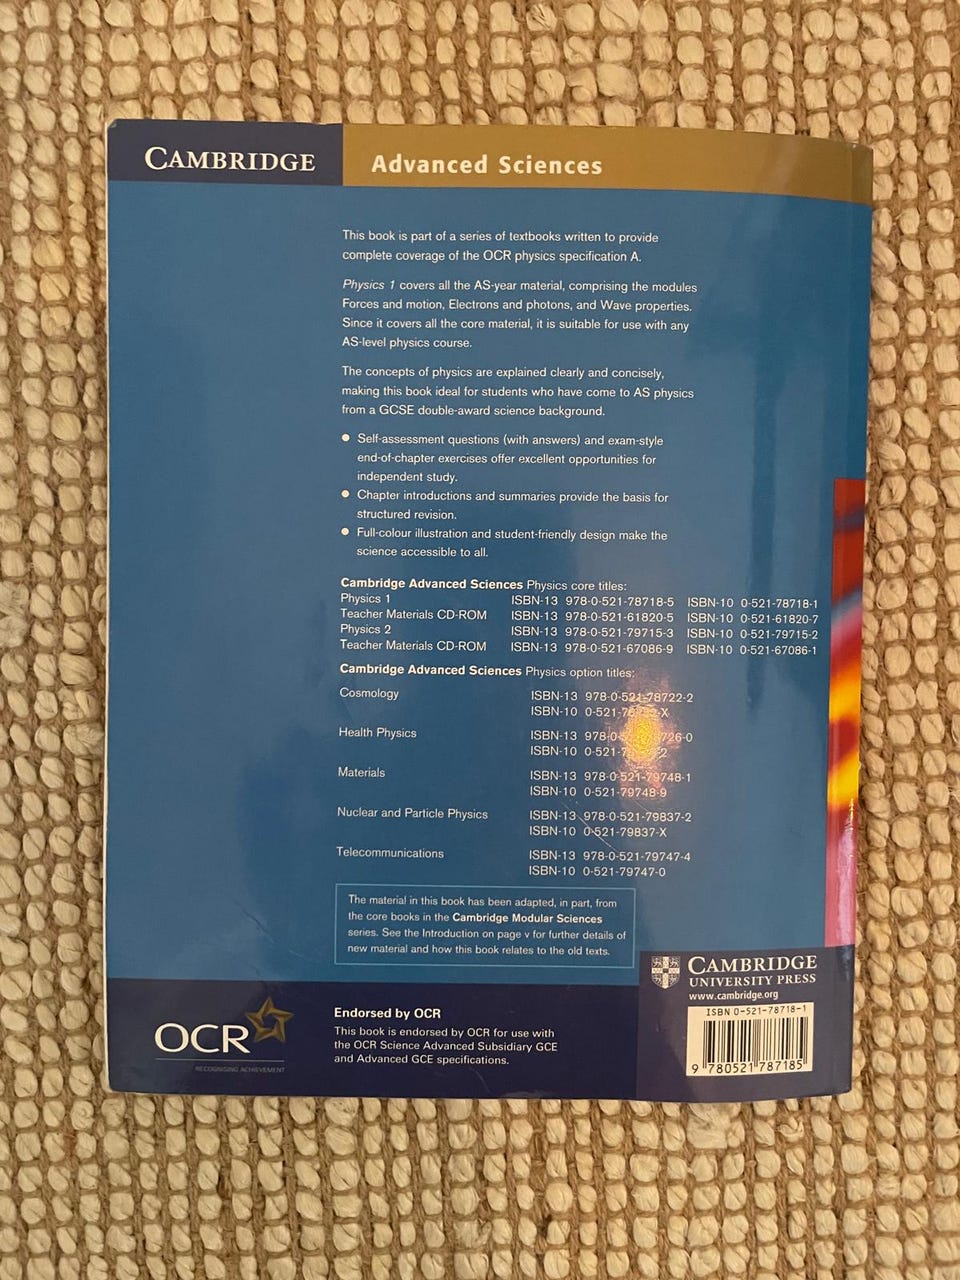 CAMBRIDGE
Advanced Sciences
This book is part of a series of textbooks written to provide
complete coverage of the OCR physics specification A.
Physics 1 covers all the AS-year material, comprising the modules
Forces and motion, Electrons and photons, and Wave properties.
Since it covers all the core material, it is suitable for use with any
AS-level physics course.
The concepts of physics are explained clearly and concisely,
making this book ideal for students who have come to AS physics
from a GCSE double-award science background.
● Self-assessment questions (with answers) and exam-style
end-of-chapter exercises offer excellent opportunities for
independent study.
● Chapter introductions and summaries provide the basis for
structured revision.
● Full-colour illustration and student-friendly design make the
science accessible to all.
Cambridge Advanced Sciences Physics core titles:
Physics 1 ISBN-13 978-0-521-78718-5 ISBN-10 0-521-78718-1
Teacher Materials CD-ROM ISBN-13 978-0-521-61820-5 ISBN-10 0-521-61820-7
Physics 2 ISBN-13 978-0-521-79715-3 ISBN-10 0-521-79715-2
Teacher Materials CD-ROM ISBN-13 978-0-521-67086-9 ISBN-10 0-521-67086-1
Cambridge Advanced Sciences Physics option titles:
Cosmology ISBN-13 978-0-521-78722-2
ISBN-10
Health Physics ISBN-13
ISBN-10
Materials ISBN-13 978-0-521-79748-1
ISBN-10 0-521-79748-9
Nuclear and Particle Physics ISBN-13 978-0-521-79837-2
ISBN-10 0-521-79837-X
Telecommunications ISBN-13 978-0-521-79747-4
ISBN-10 0-521-79747-0
The material in this book has been adapted, in part, from
the core books in the Cambridge Modular Sciences
series. See the Introduction on page v for further details of
new material and how this book relates to the old texts.
OCR
RECOGNISING ACHIEVEMENT
Endorsed by OCR
This book is endorsed by OCR for use with
the OCR Science Advanced Subsidiary GCE
and Advanced GCE specifications.
CAMBRIDGE
UNIVERSITY PRESS
www.cambridge.org
ISBN 0-521-78718-1
9 780521 787185